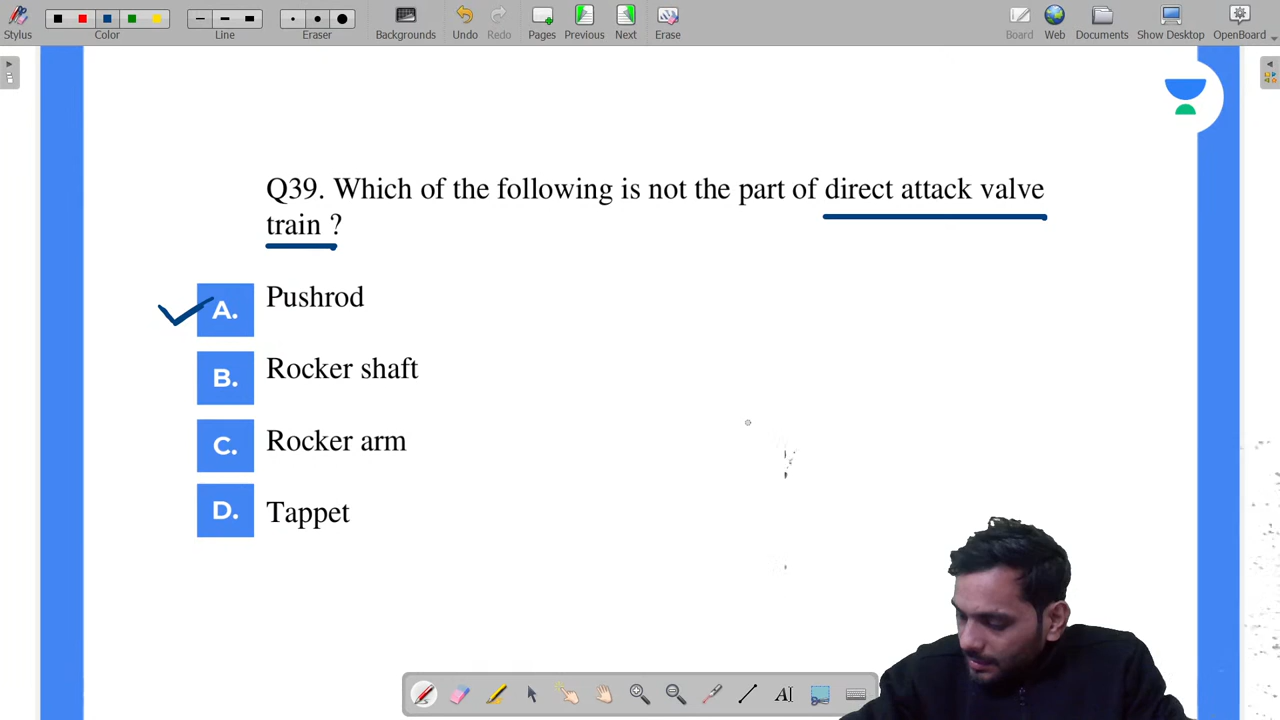 Stylus
Color
Line
Eraser
Backgrounds
Undo
Redo
Pages
Previous
Next
Erase
Board
Web
Documents
Show Desktop
OpenBoard
Q39. Which of the following is not the part of direct attack valve
train ?
A. Pushrod
B. Rocker shaft
C. Rocker arm
D. Tappet